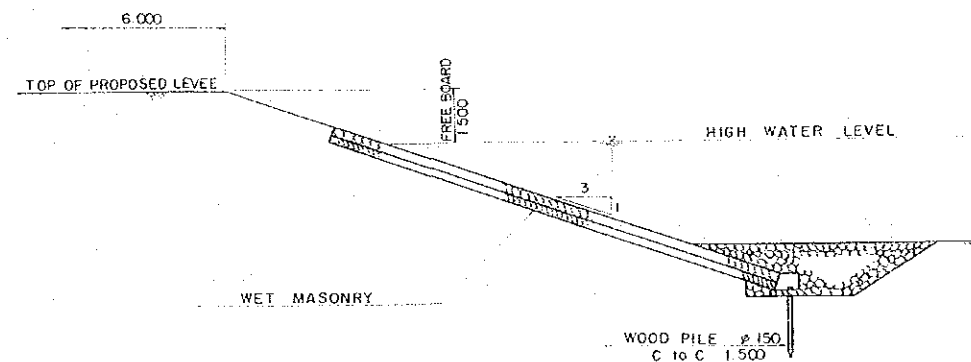 6.000
TOP OF PROPOSED LEVEE
FREE BOARD
1.500
HIGH WATER LEVEL
3
1
WET MASONRY
WOOD PILE ø 150
C to C 1.500